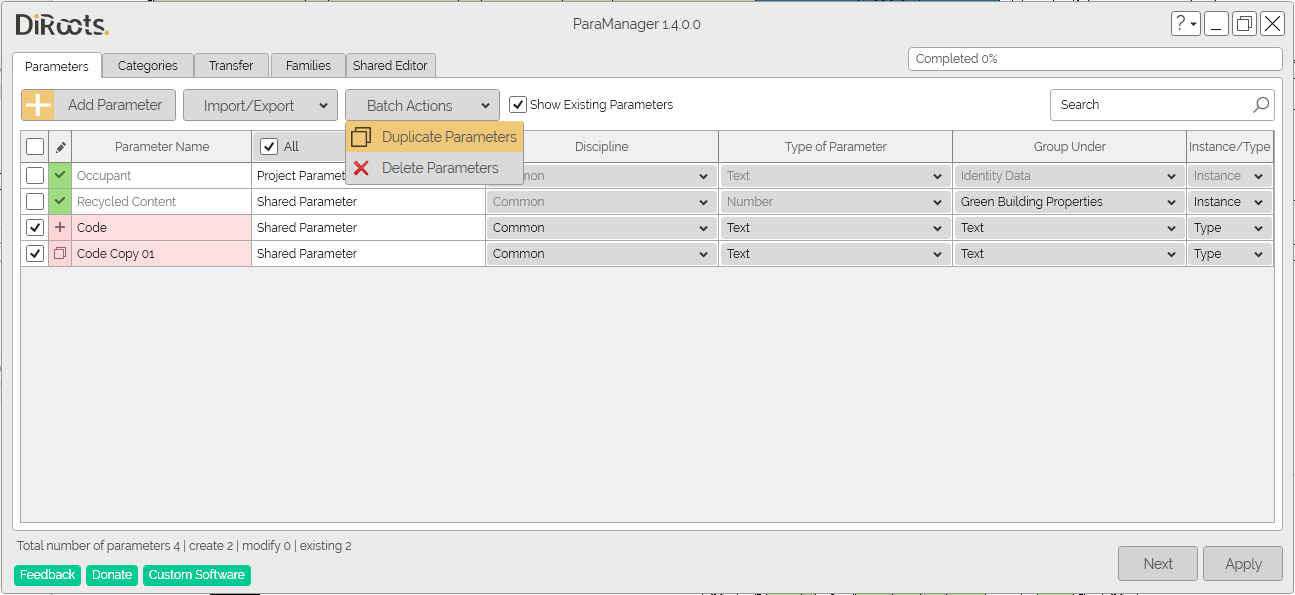 DiRoots.
ParaManager 1.4.0.0
?
Parameters Categories Transfer Families Shared Editor
Completed 0%
Add Parameter Import/Export Batch Actions Show Existing Parameters Search
Duplicate Parameters
Delete Parameters
Parameter Name All Discipline Type of Parameter Group Under Instance/Type
Occupant Project Paramet mon Text Identity Data Instance
Recycled Content Shared Parameter Common Number Green Building Properties Instance
Code Shared Parameter Common Text Text Type
Code Copy 01 Shared Parameter Common Text Text Type
Total number of parameters 4 | create 2 | modify 0 | existing 2
Feedback Donate Custom Software
Next Apply